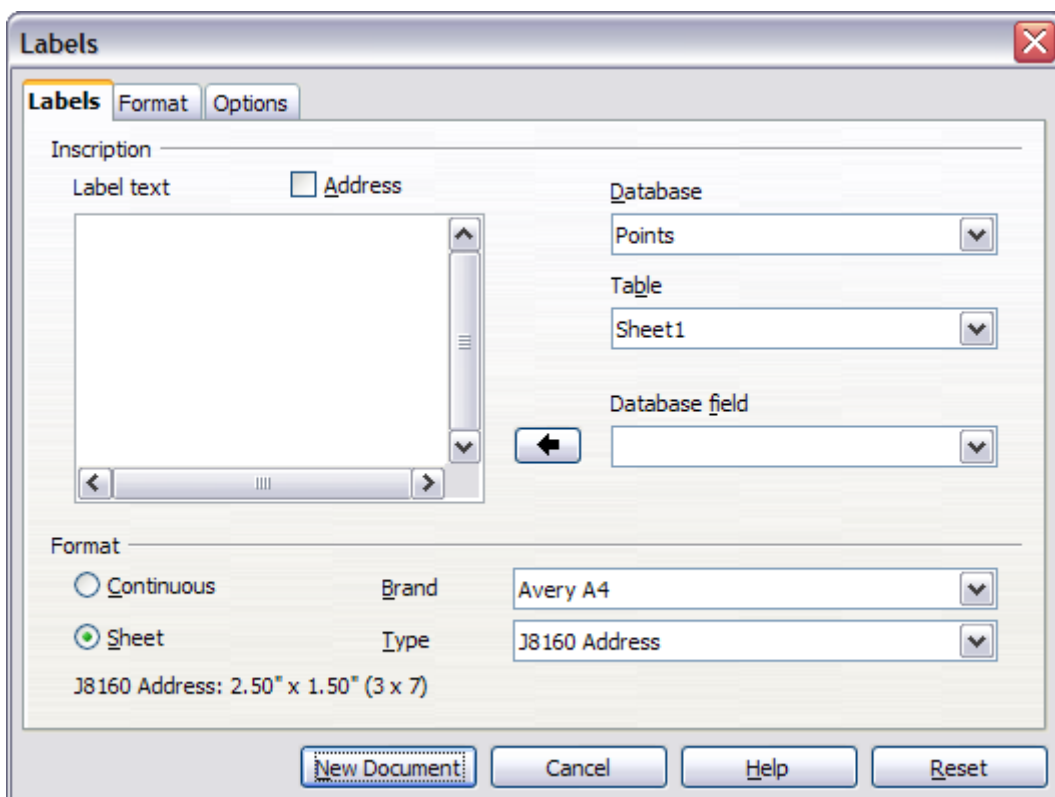 Labels
Labels Format Options
Inscription
Label text Address Database
Points
Table
Sheet1
Database field
Format
Continuous Brand Avery A4
Sheet Type J8160 Address
J8160 Address: 2.50" x 1.50" (3 x 7)
New Document Cancel Help Reset